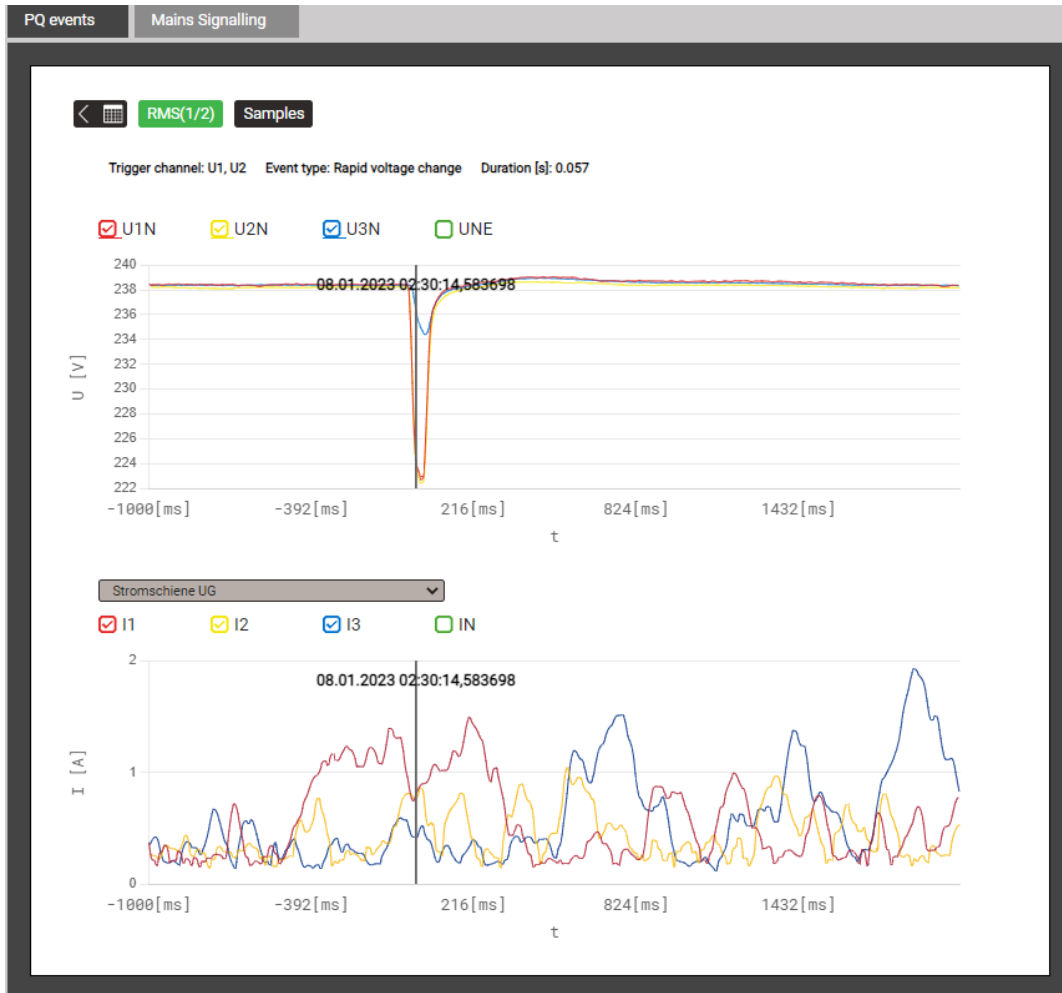 PQ events Mains Signalling
RMS(1/2) Samples
Trigger channel: U1, U2 Event type: Rapid voltage change Duration [s]: 0.057
U1N U2N U3N UNE
240
08.01.2023 02:30:14,583698
238
236
234
232
230
228
226
224
222
U [V]
-1000[ms] -392[ms] 216[ms] 824[ms] 1432[ms]
t
Stromschiene UG
I1 I2 I3 IN
2
08.01.2023 02:30:14,583698
1
0
I [A]
-1000[ms] -392[ms] 216[ms] 824[ms] 1432[ms]
t